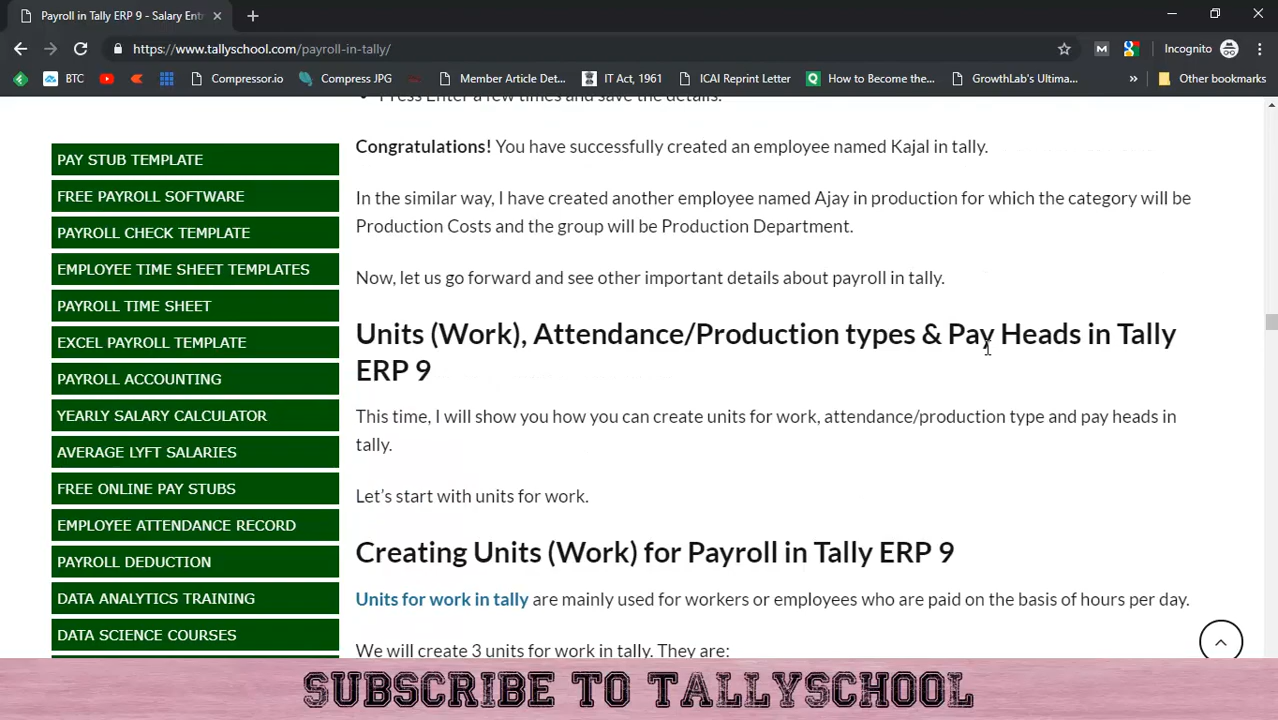 Payroll in Tally ERP 9 - Salary Entr
https://www.tallyschool.com/payroll-in-tally/
Incognito
BTC
Compressor.io
Compress JPG
Member Article Det...
IT Act, 1961
ICAI Reprint Letter
How to Become the...
GrowthLab's Ultima...
Other bookmarks
Press Enter a few times and save the details.
Congratulations! You have successfully created an employee named Kajal in tally.
In the similar way, I have created another employee named Ajay in production for which the category will be
Production Costs and the group will be Production Department.
Now, let us go forward and see other important details about payroll in tally.
Units (Work), Attendance/Production types & Pay Heads in Tally
ERP 9
This time, I will show you how you can create units for work, attendance/production type and pay heads in
tally.
Let's start with units for work.
Creating Units (Work) for Payroll in Tally ERP 9
Units for work in tally are mainly used for workers or employees who are paid on the basis of hours per day.
We will create 3 units for work in tally. They are:
PAY STUB TEMPLATE
FREE PAYROLL SOFTWARE
PAYROLL CHECK TEMPLATE
EMPLOYEE TIME SHEET TEMPLATES
PAYROLL TIME SHEET
EXCEL PAYROLL TEMPLATE
PAYROLL ACCOUNTING
YEARLY SALARY CALCULATOR
AVERAGE LYFT SALARIES
FREE ONLINE PAY STUBS
EMPLOYEE ATTENDANCE RECORD
PAYROLL DEDUCTION
DATA ANALYTICS TRAINING
DATA SCIENCE COURSES
SUBSCRIBE TO TALLYSCHOOL